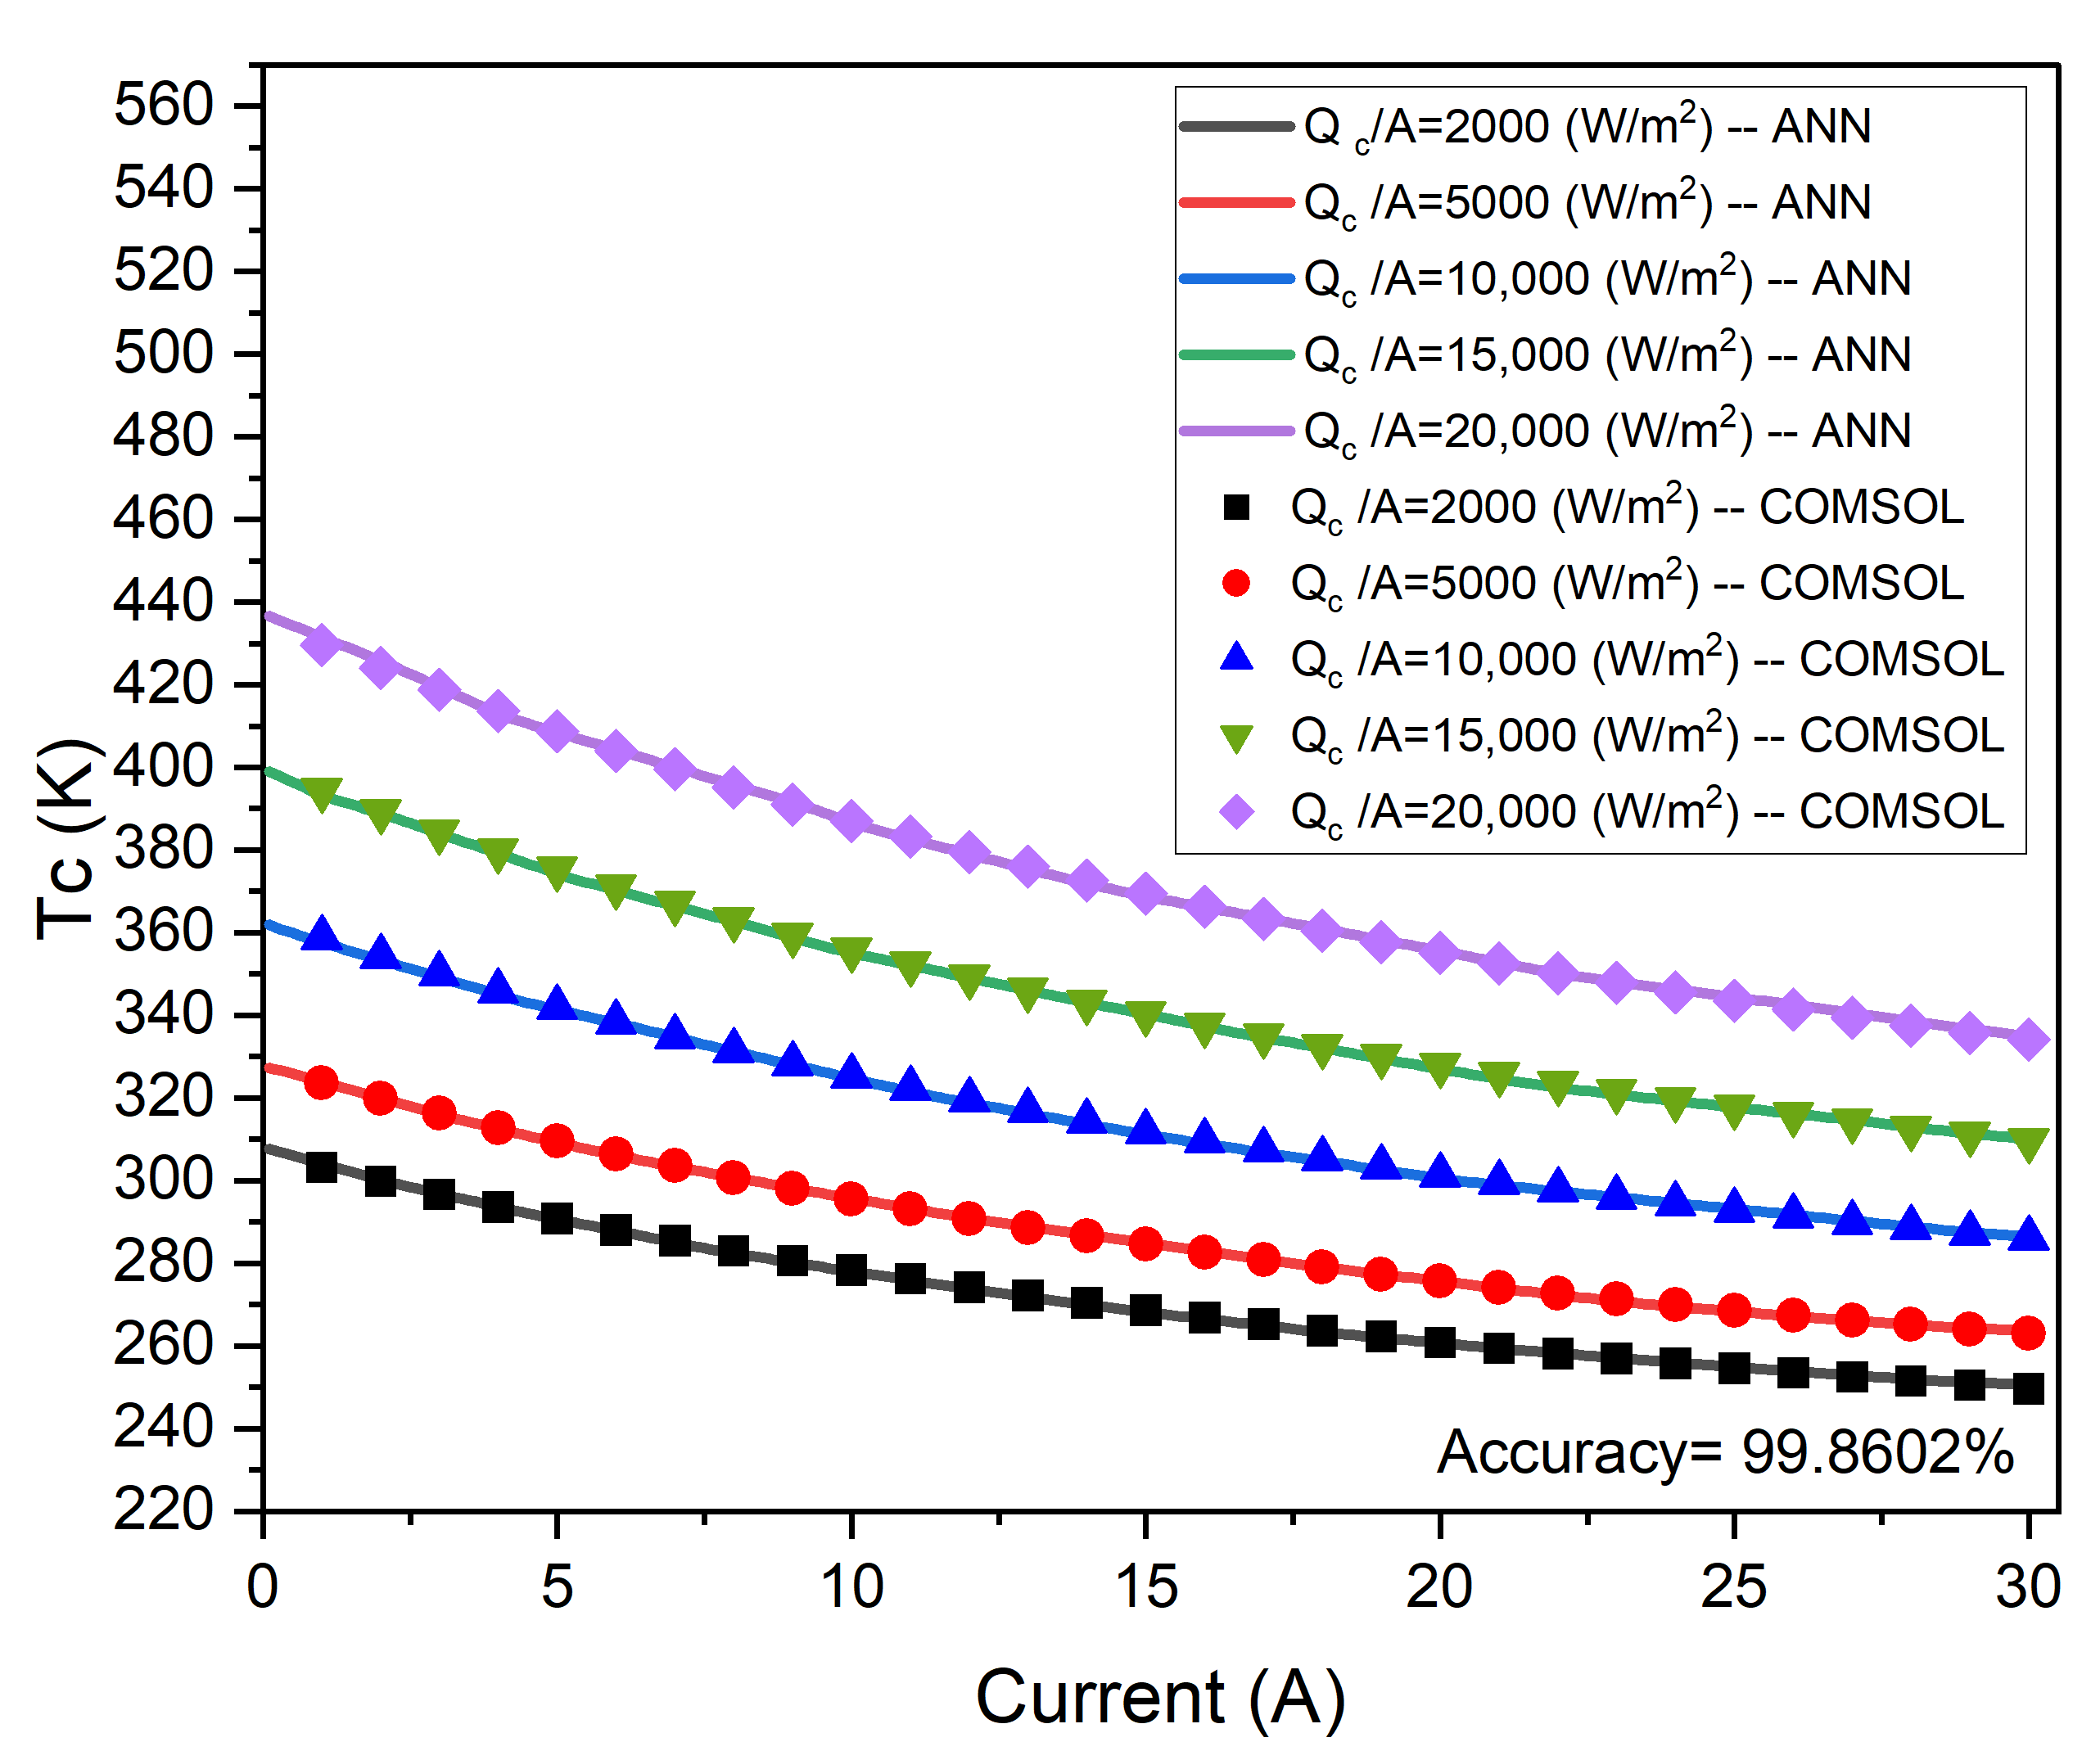 560
540
520
500
480
460
440
420
400
380
360
340
320
300
280
260
240
220
Tc (K)
Q c/A=2000 (W/m²) -- ANN
Qc /A=5000 (W/m²) -- ANN
Qc /A=10,000 (W/m²) -- ANN
Qc /A=15,000 (W/m²) -- ANN
Qc /A=20,000 (W/m²) -- ANN
Qc /A=2000 (W/m²) -- COMSOL
Qc /A=5000 (W/m²) -- COMSOL
Qc /A=10,000 (W/m²) -- COMSOL
Qc /A=15,000 (W/m²) -- COMSOL
Qc /A=20,000 (W/m²) -- COMSOL
Accuracy= 99.8602%
0 5 10 15 20 25 30
Current (A)